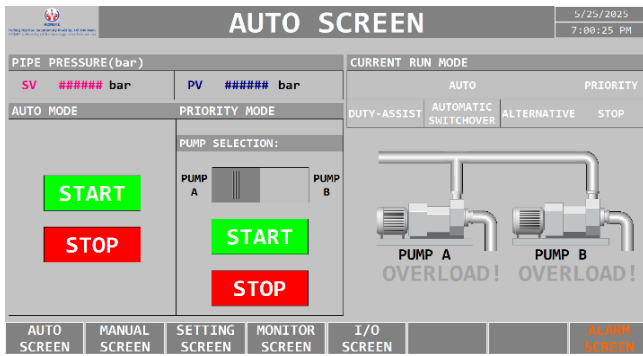 AUTO SCREEN
5/25/2025
7:00:25 PM
PIPE PRESSURE(bar)
SV ###### bar
PV ###### bar
CURRENT RUN MODE
AUTO
PRIORITY
DUTY-ASSIST
AUTOMATIC
SWITCHOVER
ALTERNATIVE
STOP
AUTO MODE
START
STOP
PRIORITY MODE
PUMP SELECTION:
PUMP
A
PUMP
B
START
STOP
PUMP A
OVERLOAD!
PUMP B
OVERLOAD!
AUTO
SCREEN
MANUAL
SCREEN
SETTING
SCREEN
MONITOR
SCREEN
I/O
SCREEN
ALARM
SCREEN